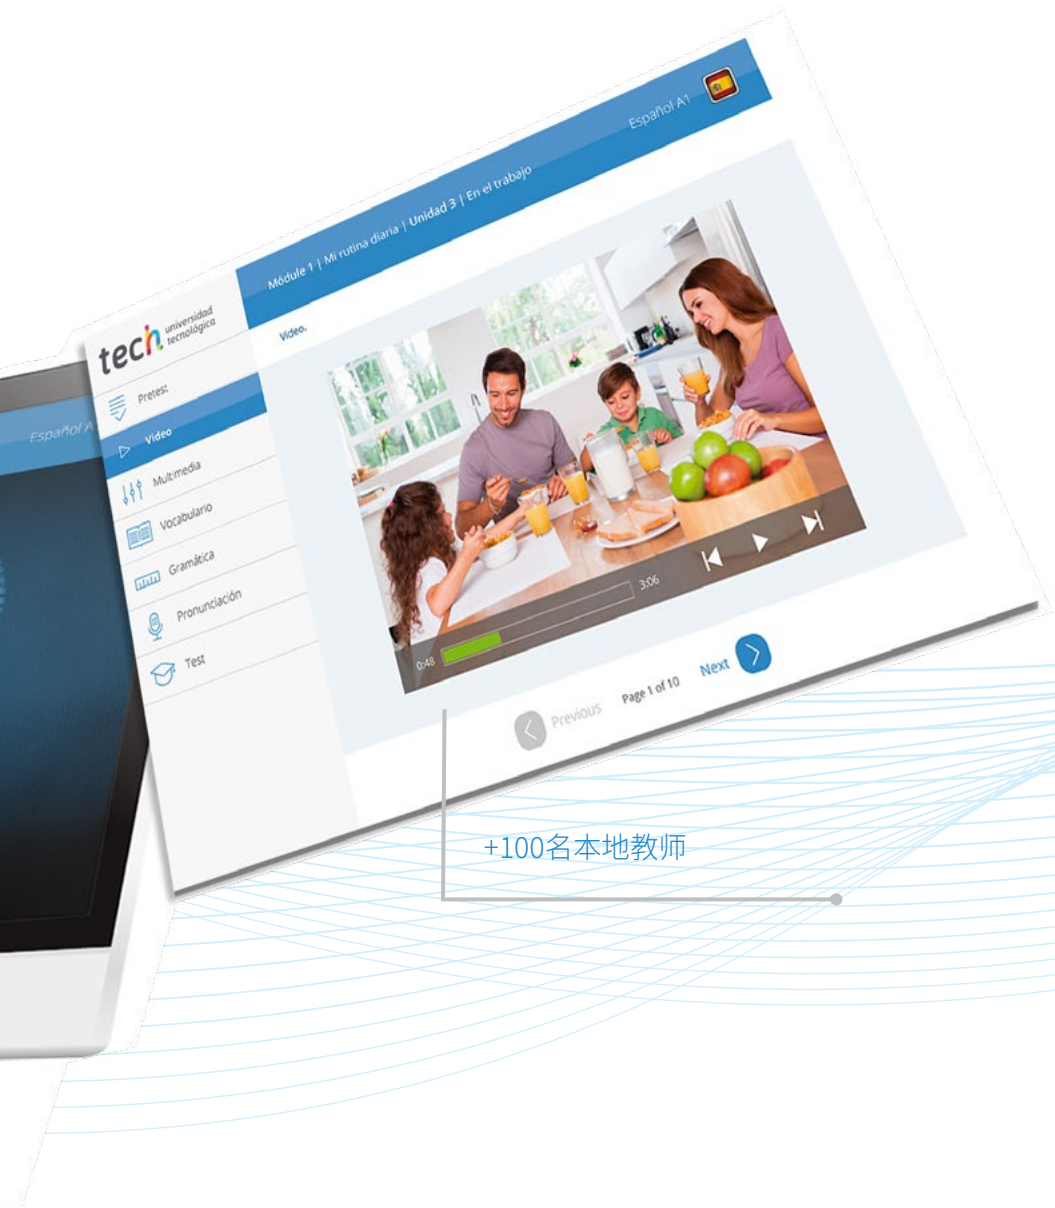 Español A1
Módule 1 | Mi rutina diaria | Unidad 3 | En el trabajo
tech universidad
tecnológica
Video.
Pretest
Video
Multimedia
Vocabulario
Gramática
Pronunciación
Test
0:48
3:06
Previous
Page 1 of 10
Next
Español A
+100名本地教师